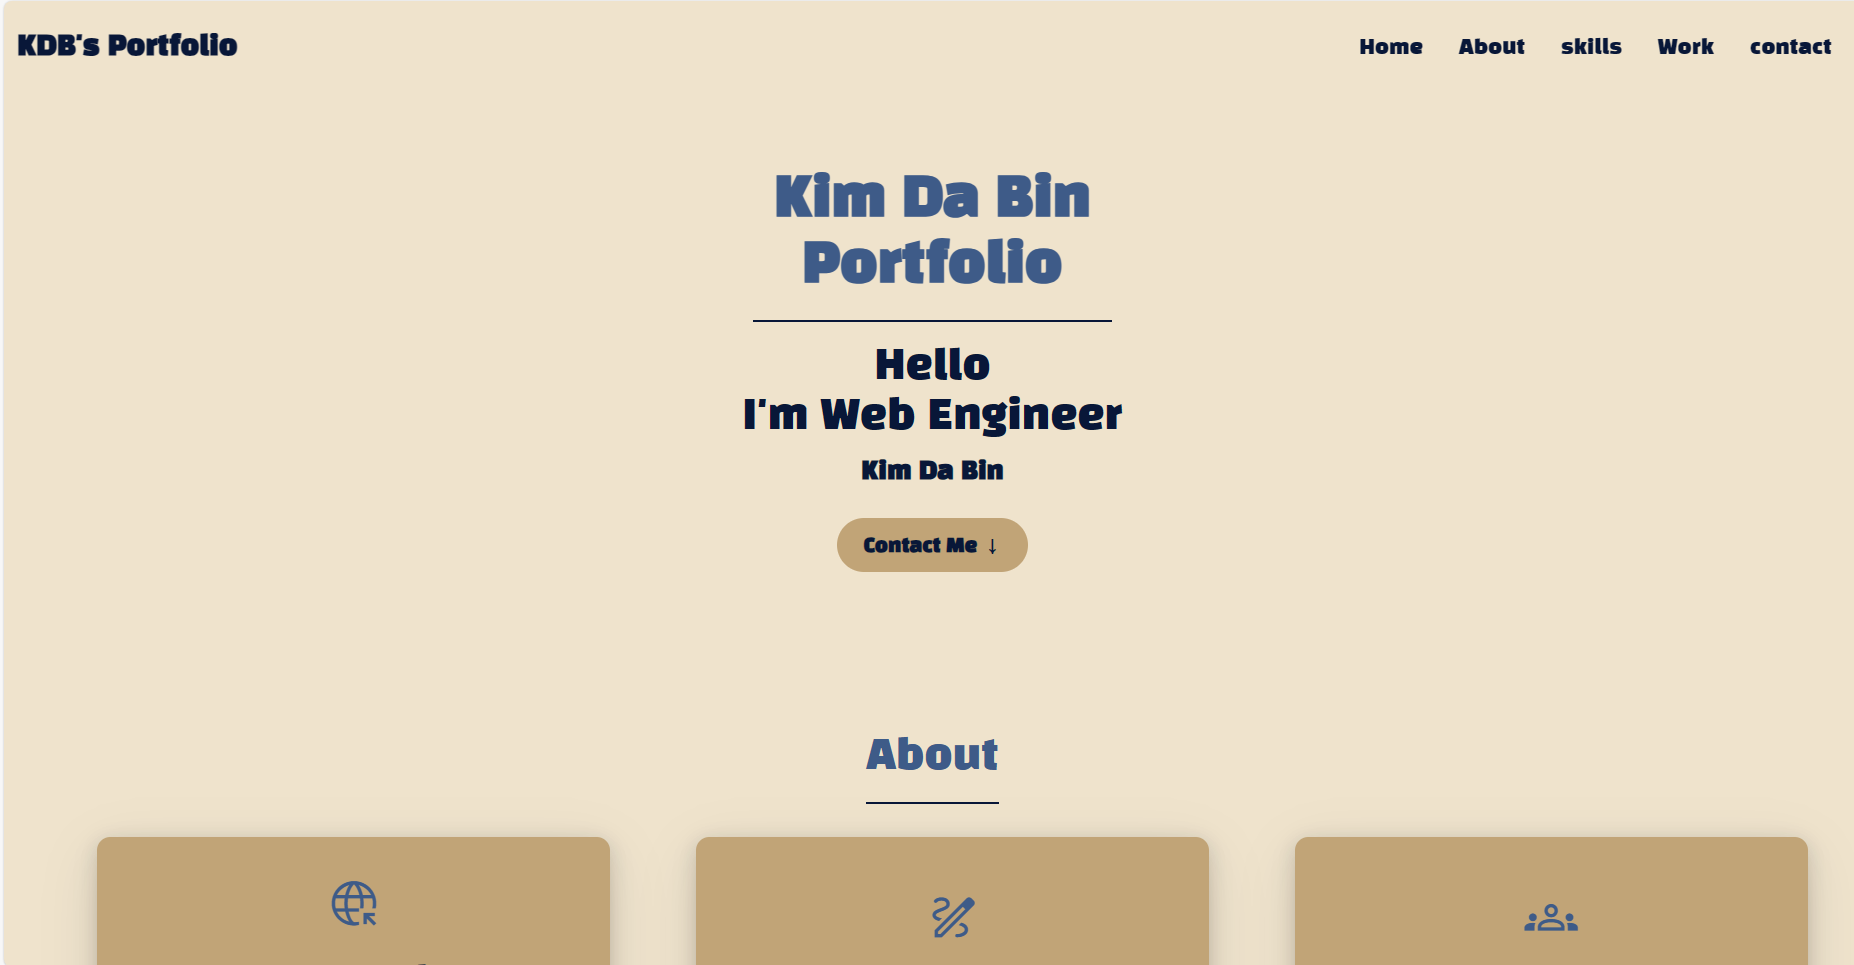 KDB's Portfolio
Home About skills Work contact
Kim Da Bin
Portfolio
Hello
I'm Web Engineer
Kim Da Bin
Contact Me ↓
About